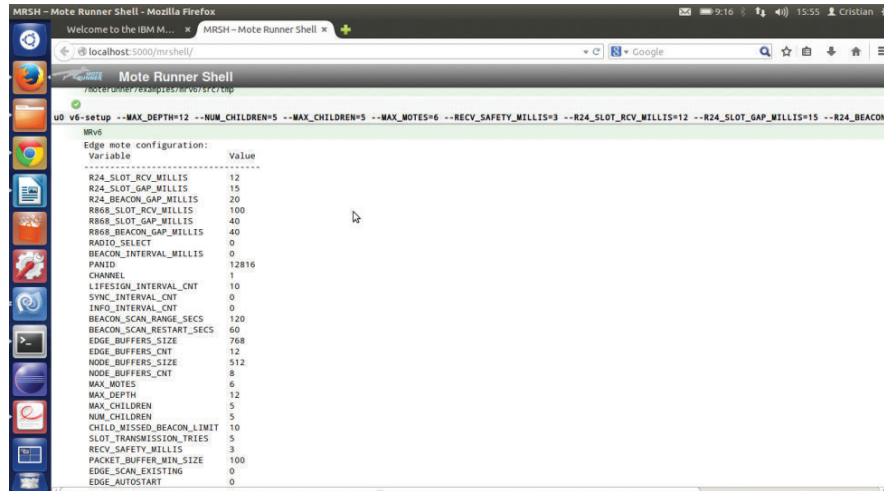 MRSH – Mote Runner Shell - Mozilla Firefox
9:16 15:55 Cristian
Welcome to the IBM M... × MRSH – Mote Runner Shell ×
localhost:5000/mrshell/
Google
Mote Runner Shell
/moterunner/examples/mrv6/src/tmp
u0 v6-setup --MAX_DEPTH=12 --NUM_CHILDREN=5 --MAX_CHILDREN=5 --MAX_MOTES=6 --RECV_SAFETY_MILLIS=3 --R24_SLOT_RCV_MILLIS=12 --R24_SLOT_GAP_MILLIS=15 --R24_BEACON
MRv6
Edge mote configuration:
Variable Value
----------------------------------
R24_SLOT_RCV_MILLIS 12
R24_SLOT_GAP_MILLIS 15
R24_BEACON_GAP_MILLIS 20
R868_SLOT_RCV_MILLIS 100
R868_SLOT_GAP_MILLIS 40
R868_BEACON_GAP_MILLIS 40
RADIO_SELECT 0
BEACON_INTERVAL_MILLIS 0
PANID 12816
CHANNEL 1
LIFESIGN_INTERVAL_CNT 10
SYNC_INTERVAL_CNT 0
INFO_INTERVAL_CNT 0
BEACON_SCAN_RANGE_SECS 120
BEACON_SCAN_RESTART_SECS 60
EDGE_BUFFERS_SIZE 768
EDGE_BUFFERS_CNT 12
NODE_BUFFERS_SIZE 512
NODE_BUFFERS_CNT 8
MAX_MOTES 6
MAX_DEPTH 12
MAX_CHILDREN 5
NUM_CHILDREN 5
CHILD_MISSED_BEACON_LIMIT 10
SLOT_TRANSMISSION_TRIES 5
RECV_SAFETY_MILLIS 3
PACKET_BUFFER_MIN_SIZE 100
EDGE_SCAN_EXISTING 0
EDGE_AUTOSTART 0